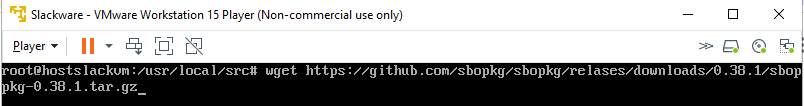 Slackware - VMware Workstation 15 Player (Non-commercial use only)
Player
root@hostslackvm:/usr/local/src# wget https://github.com/sbopkg/sbopkg/relases/downloads/0.38.1/sbop
pkg-0.38.1.tar.gz_